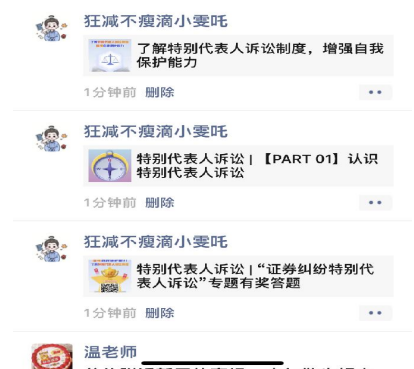 狂减不瘦滴小雯吒
了解特别代表人诉讼制度，增强自我
保护能力
1分钟前 删除
狂减不瘦滴小雯吒
特别代表人诉讼 | 【PART 01】认识
特别代表人诉讼
1分钟前 删除
狂减不瘦滴小雯吒
特别代表人诉讼 | “证券纠纷特别代
表人诉讼”专题有奖答题
1分钟前 删除
温老师